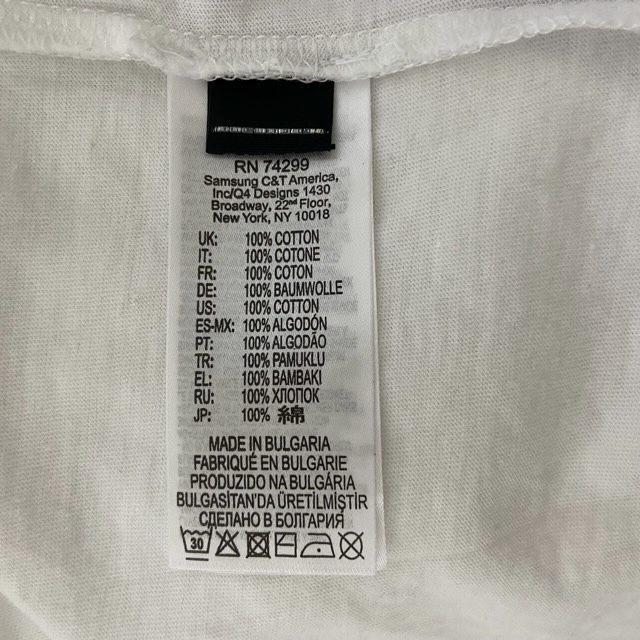 RN 74299
Samsung C&T America,
Inc/Q4 Designs 1430
Broadway, 22nd Floor,
New York, NY 10018
UK: 100% COTTON
IT: 100% COTONE
FR: 100% COTON
DE: 100% BAUMWOLLE
US: 100% COTTON
ES-MX: 100% ALGODÓN
PT: 100% ALGODÃO
TR: 100% PAMUKLU
EL: 100% BAMBAKI
RU: 100% ХЛОПОК
JP: 100% 綿
MADE IN BULGARIA
FABRIQUÉ EN BULGARIE
PRODUZIDO NA BULGÁRIA
BULGASİTAN'DA ÜRETİLMİŞTİR
СДЕЛАНО В БОЛГАРИЯ
30